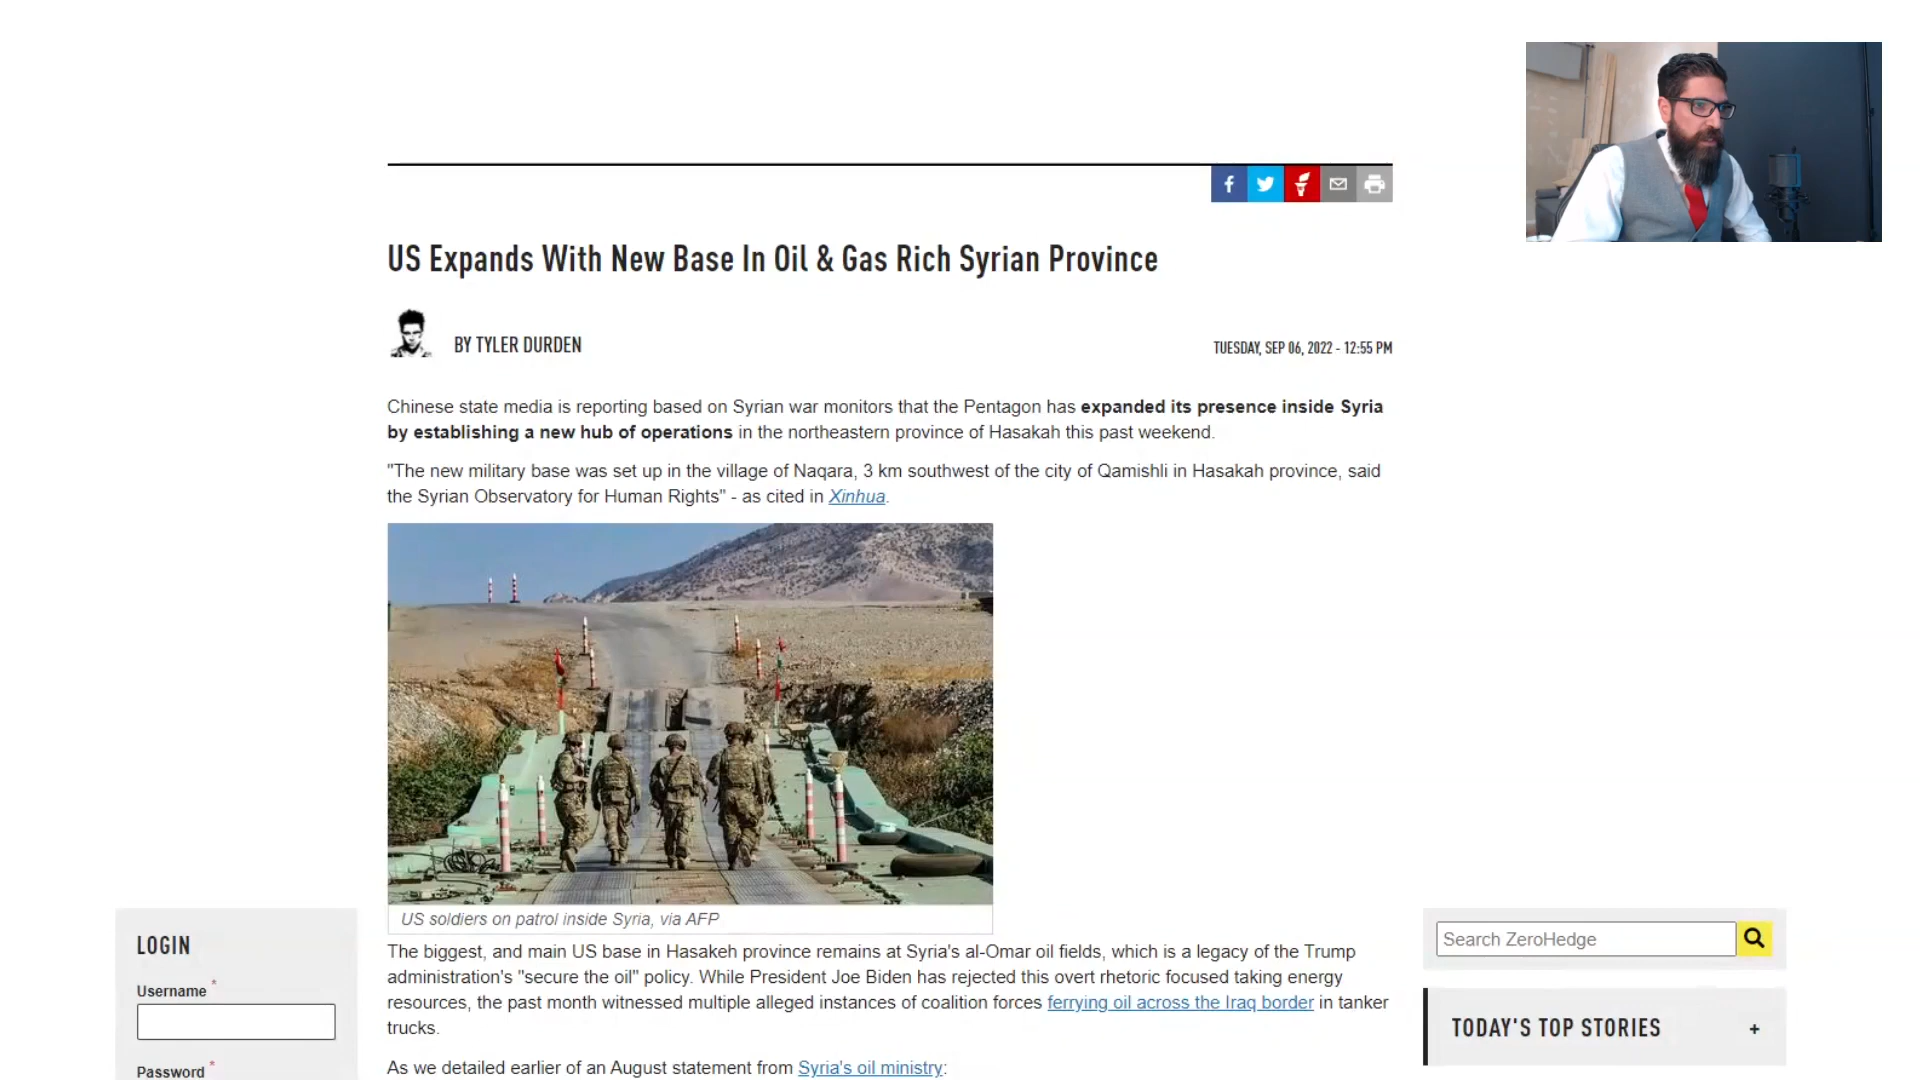 US Expands With New Base In Oil & Gas Rich Syrian Province
BY TYLER DURDEN
TUESDAY, SEP 06, 2022 - 12:55 PM
Chinese state media is reporting based on Syrian war monitors that the Pentagon has expanded its presence inside Syria
by establishing a new hub of operations in the northeastern province of Hasakah this past weekend.
"The new military base was set up in the village of Naqara, 3 km southwest of the city of Qamishli in Hasakah province, said
the Syrian Observatory for Human Rights" - as cited in Xinhua.
US soldiers on patrol inside Syria, via AFP
The biggest, and main US base in Hasakeh province remains at Syria's al-Omar oil fields, which is a legacy of the Trump
administration's "secure the oil" policy. While President Joe Biden has rejected this overt rhetoric focused taking energy
resources, the past month witnessed multiple alleged instances of coalition forces ferrying oil across the Iraq border in tanker
trucks.
As we detailed earlier of an August statement from Syria's oil ministry:
LOGIN
Username *
Password *
Search ZeroHedge
TODAY'S TOP STORIES +